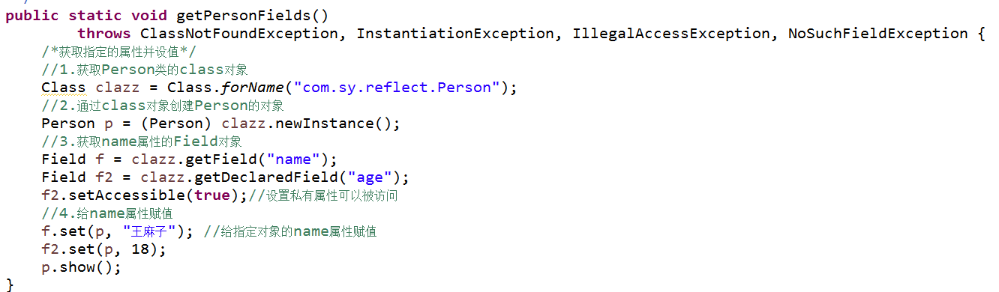 public static void getPersonFields()
        throws ClassNotFoundException, InstantiationException, IllegalAccessException, NoSuchFieldException {
    /*获取指定的属性并设值*/
    //1.获取Person类的class对象
    Class clazz = Class.forName("com.sy.reflect.Person");
    //2.通过class对象创建Person的对象
    Person p = (Person) clazz.newInstance();
    //3.获取name属性的Field对象
    Field f = clazz.getField("name");
    Field f2 = clazz.getDeclaredField("age");
    f2.setAccessible(true);//设置私有属性可以被访问
    //4.给name属性赋值
    f.set(p, "王麻子"); //给指定对象的name属性赋值
    f2.set(p, 18);
    p.show();
}